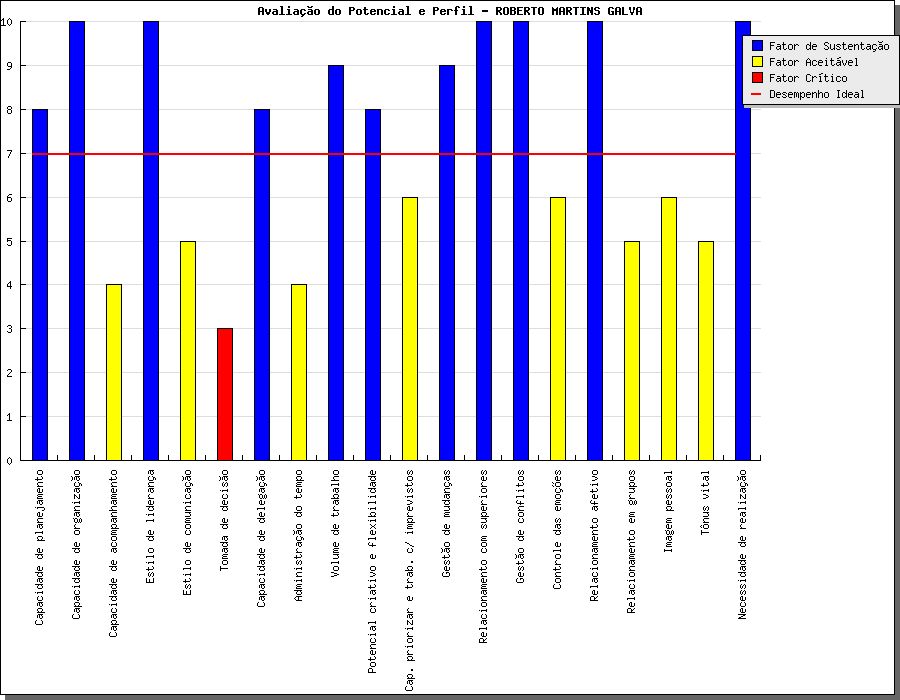 Avaliação do Potencial e Perfil - ROBERTO MARTINS GALVA
Fator de Sustentação
Fator Aceitável
Fator Crítico
Desempenho Ideal
10
9
8
7
6
5
4
3
2
1
0
Capacidade de planejamento
Capacidade de organização
Capacidade de acompanhamento
Estilo de liderança
Estilo de comunicação
Tomada de decisão
Capacidade de delegação
Administração do tempo
Volume de trabalho
Potencial criativo e flexibilidade
Cap. priorizar e trab. c/ imprevistos
Gestão de mudanças
Relacionamento com superiores
Gestão de conflitos
Controle das emoções
Relacionamento afetivo
Relacionamento em grupos
Imagem pessoal
Tônus vital
Necessidade de realização